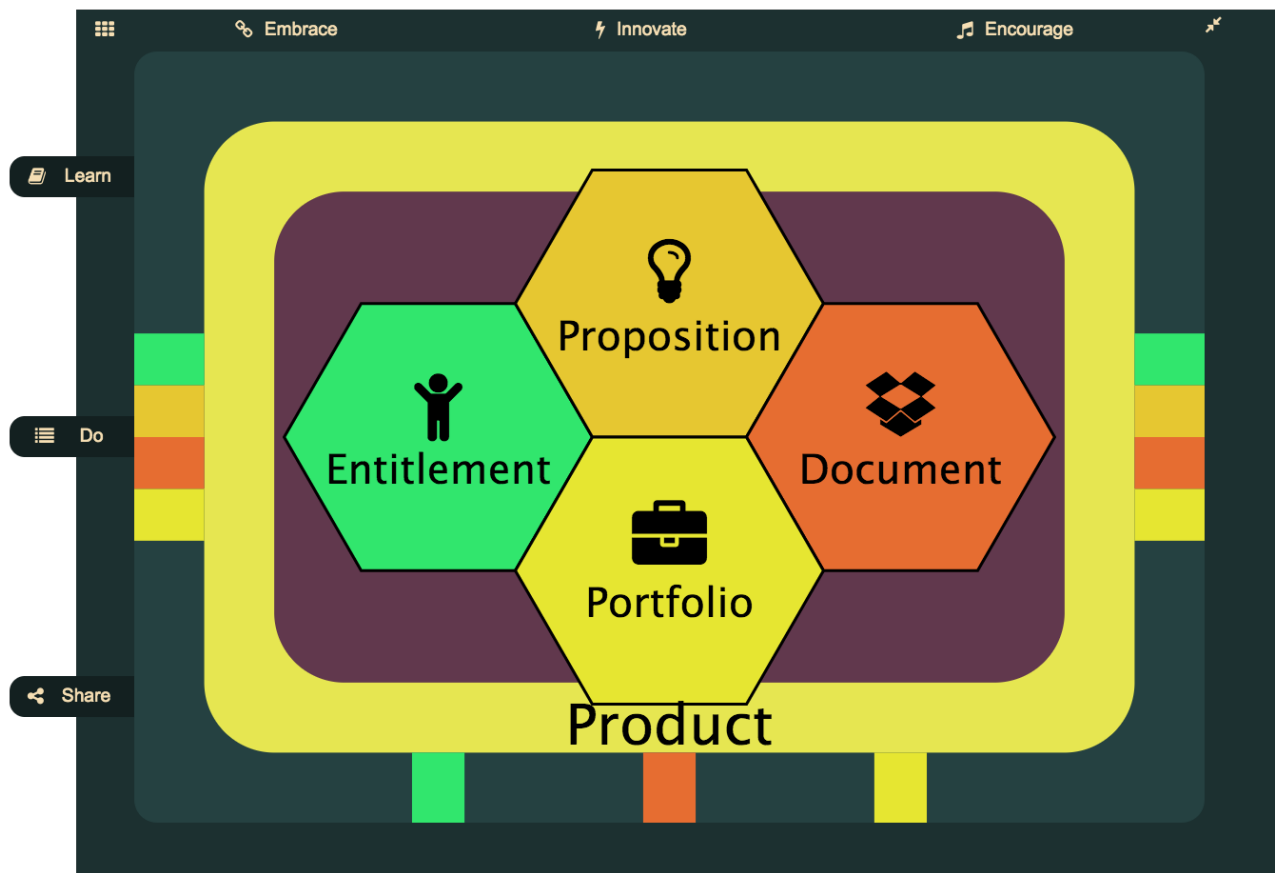 Embrace
Innovate
Encourage
Learn
Proposition
Do
Entitlement
Document
Portfolio
Share
Product